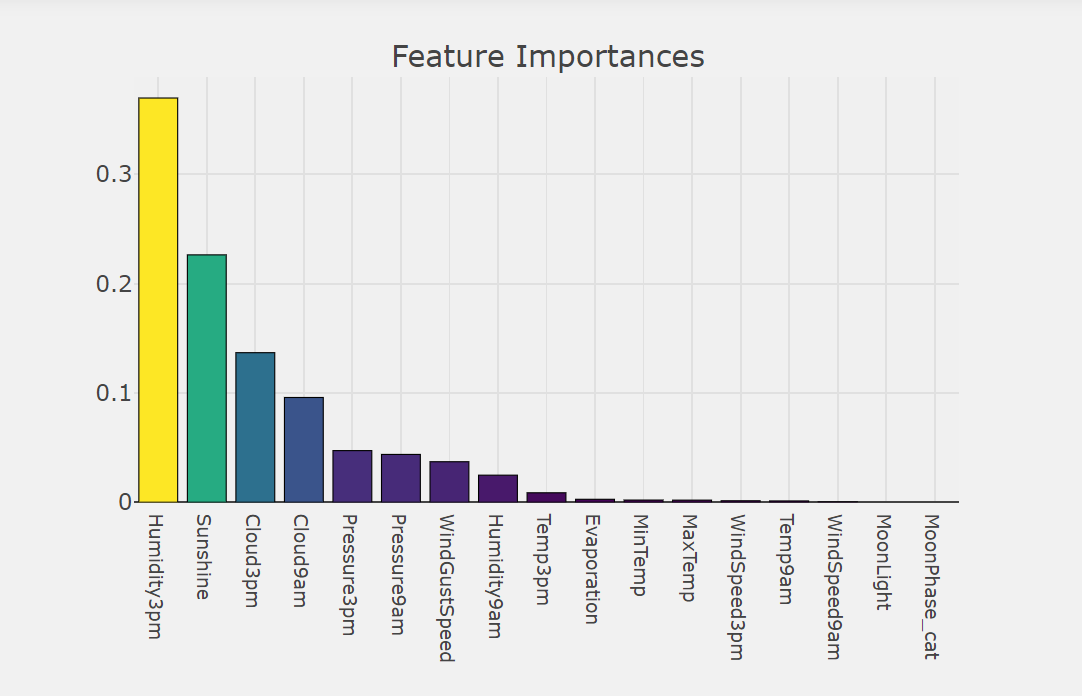 Feature Importances
0.3
0.2
0.1
0
Humidity3pm
Sunshine
Cloud3pm
Cloud9am
Pressure3pm
Pressure9am
WindGustSpeed
Humidity9am
Temp3pm
Evaporation
MinTemp
MaxTemp
WindSpeed3pm
Temp9am
WindSpeed9am
MoonLight
MoonPhase_cat